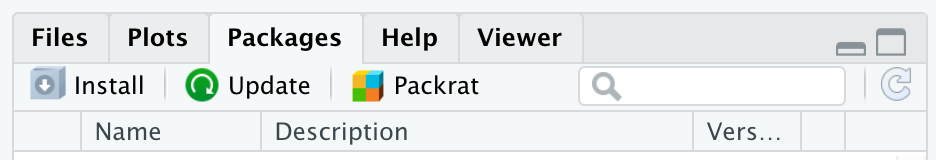 Files Plots Packages Help Viewer
Install Update Packrat
Name Description Vers...